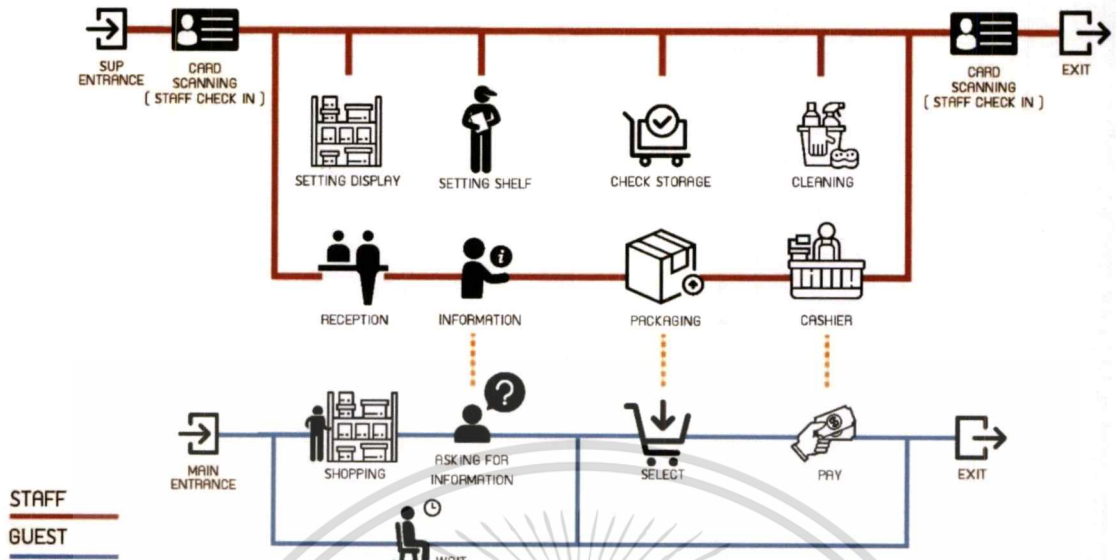 SUP
ENTRANCE
CARD
SCANNING
( STAFF CHECK IN )
CARD
SCANNING
( STAFF CHECK IN )
EXIT
SETTING DISPLAY
SETTING SHELF
CHECK STORAGE
CLEANING
RECEPTION
INFORMATION
PACKAGING
CASHIER
MAIN
ENTRANCE
SHOPPING
ASKING FOR
INFORMATION
SELECT
PAY
EXIT
STAFF
GUEST
WAIT